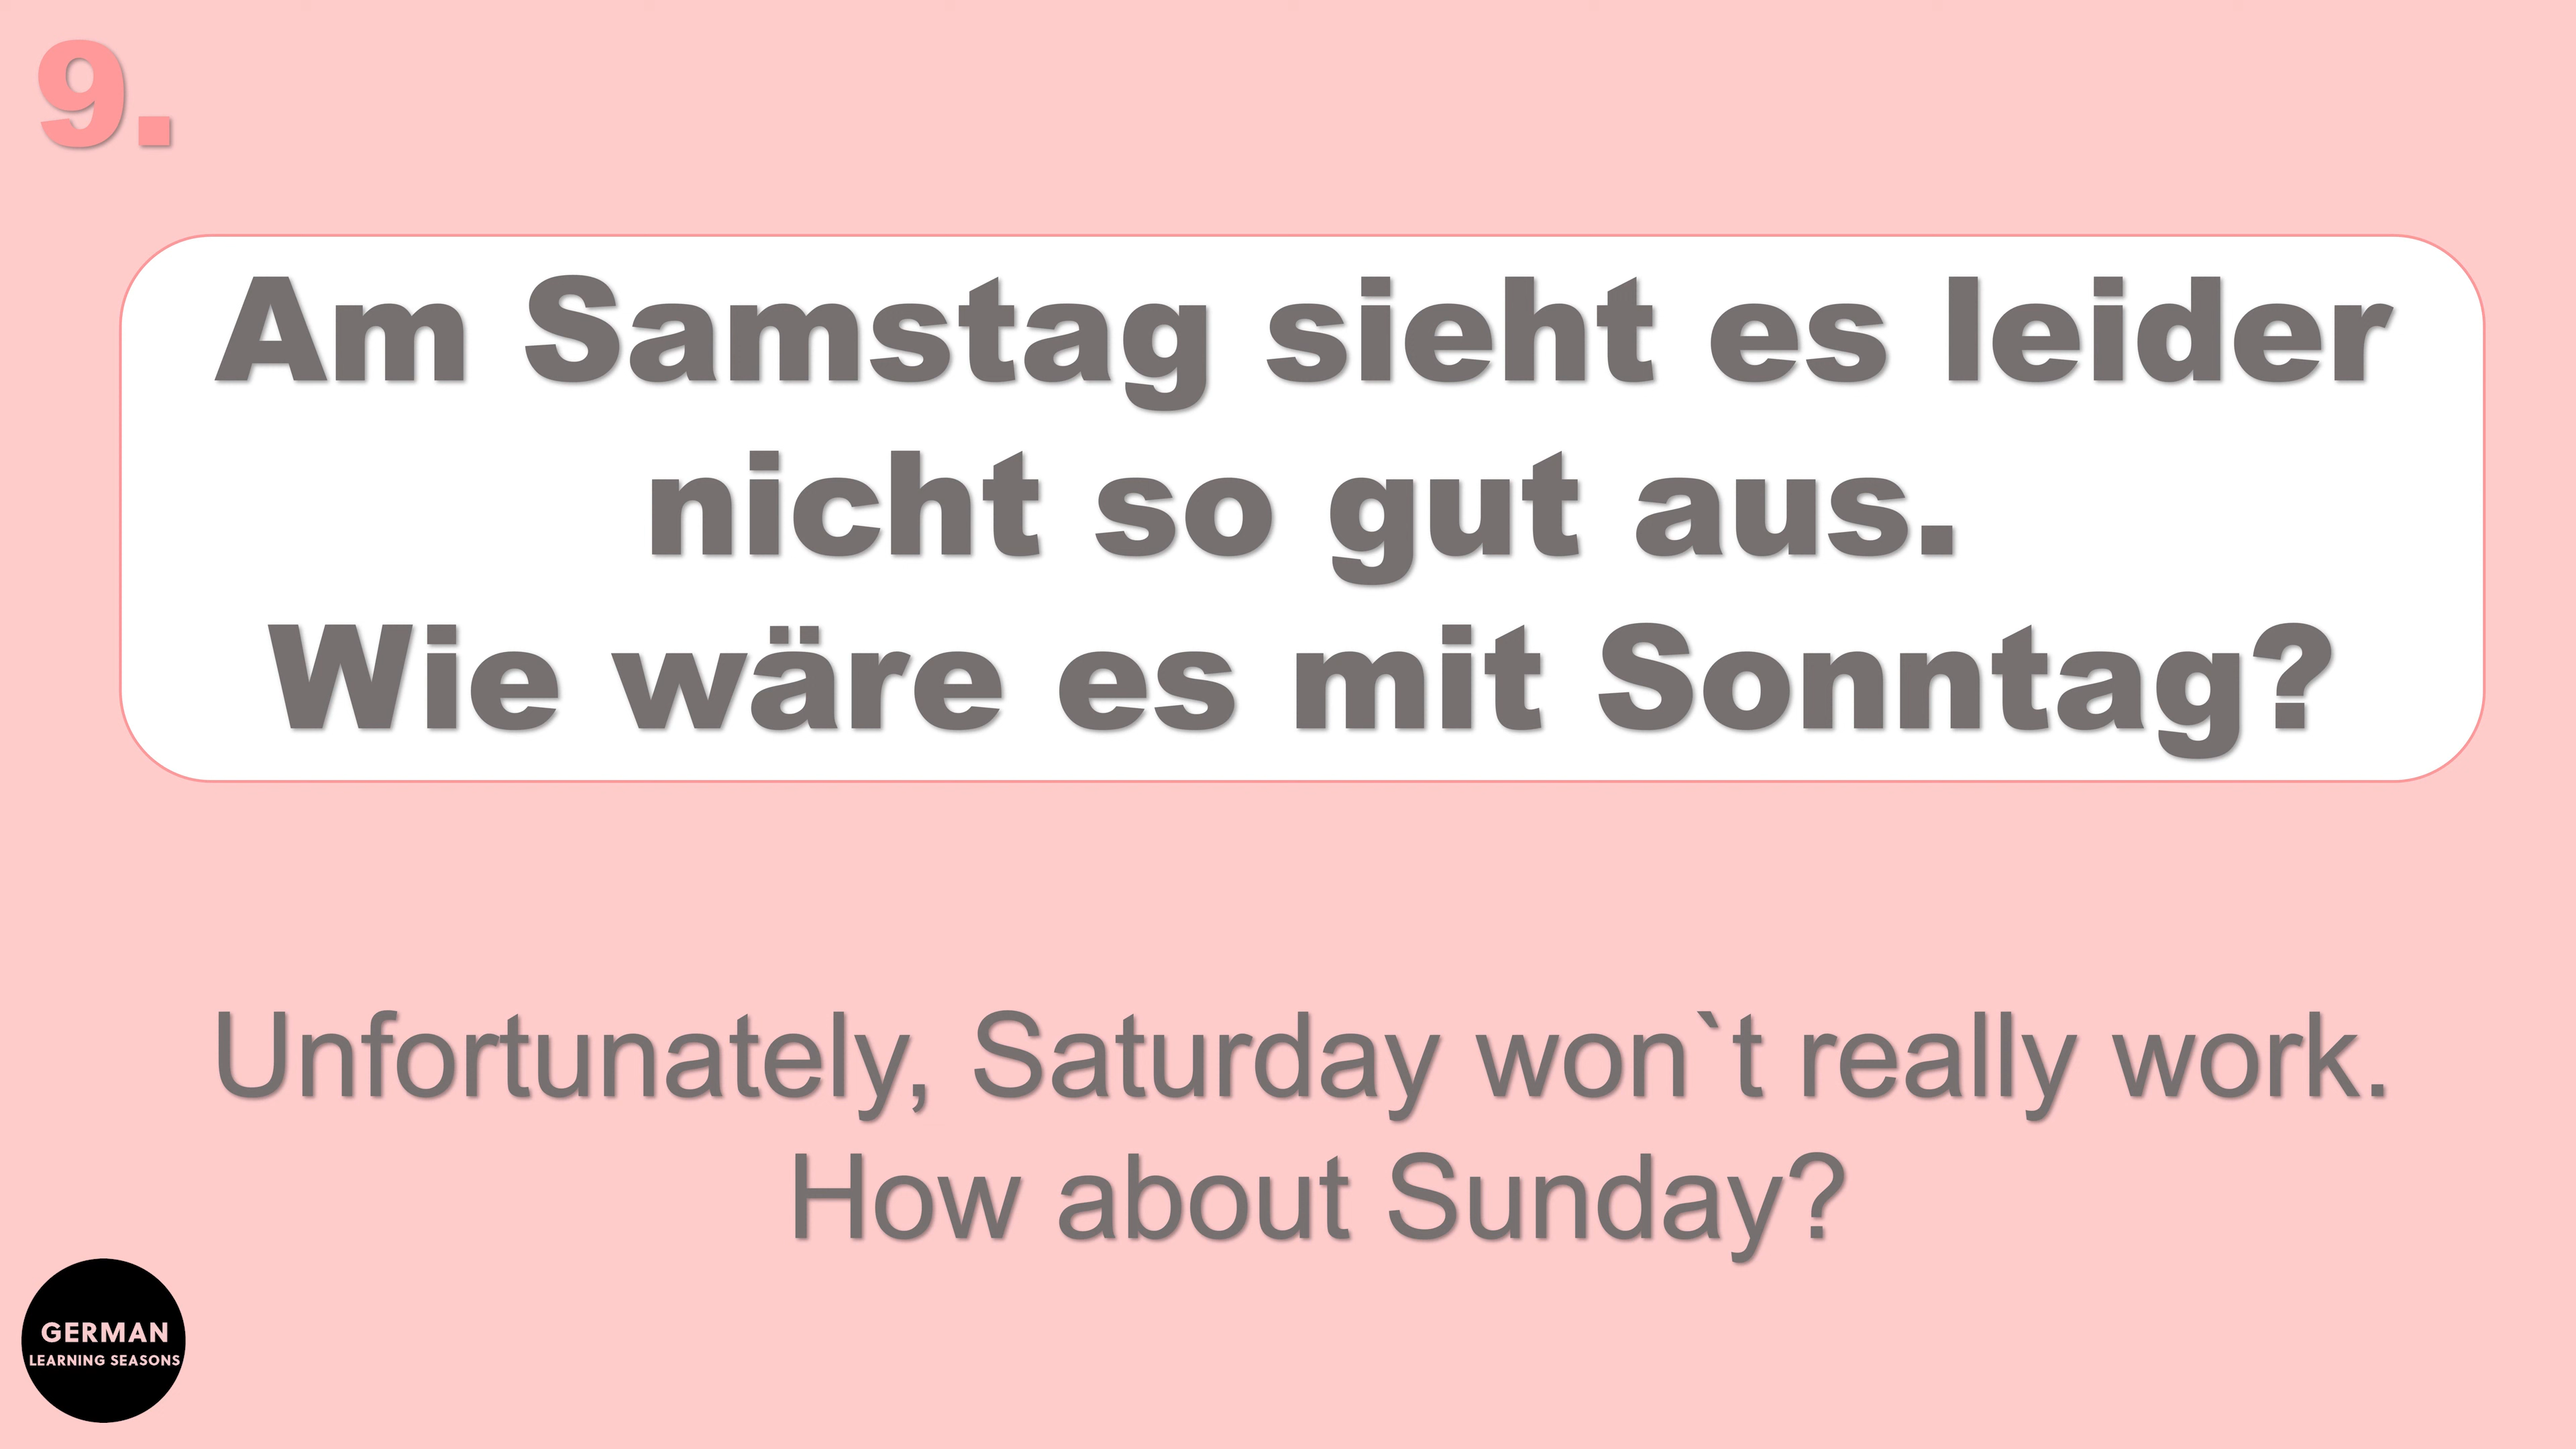 9.
Am Samstag sieht es leider
nicht so gut aus.
Wie wäre es mit Sonntag?
Unfortunately, Saturday won`t really work.
How about Sunday?
GERMAN
LEARNING SEASONS